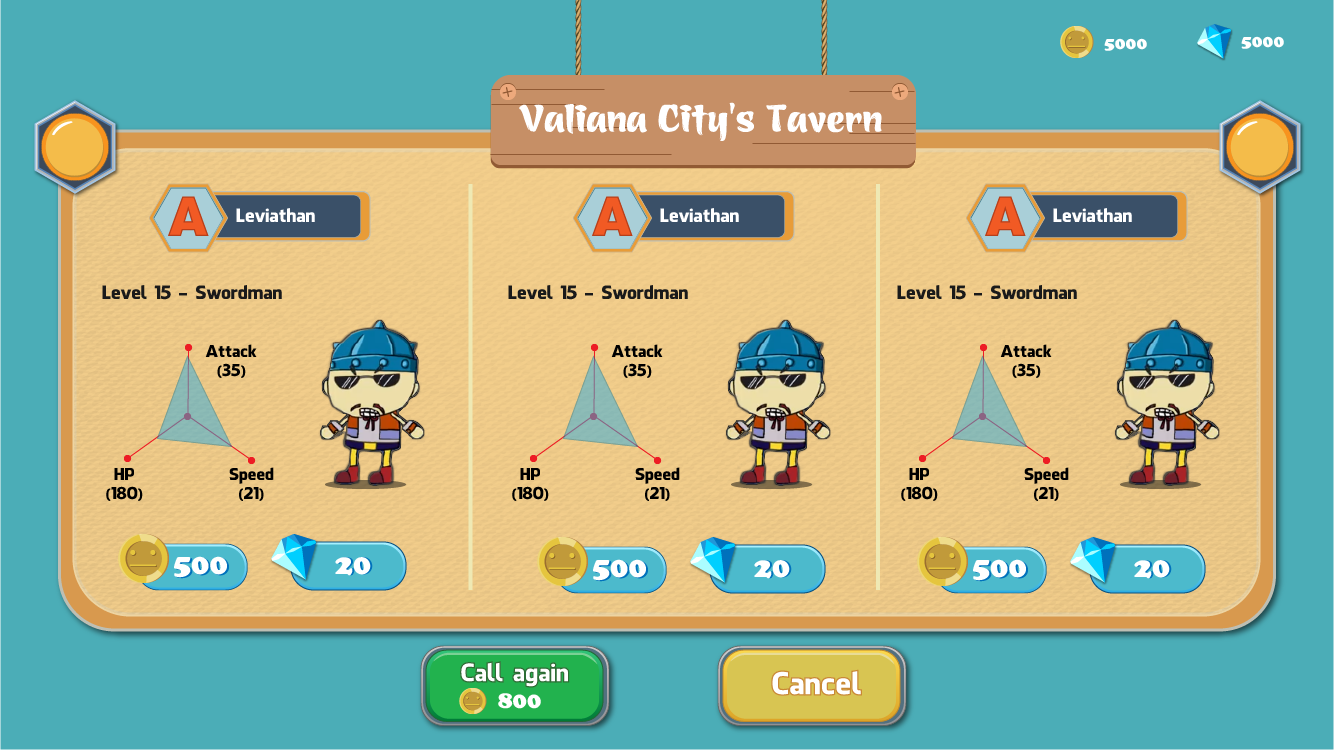 5000
5000
Valiana City's Tavern
A Leviathan
Level 15 - Swordman
Attack
(35)
HP
(180)
Speed
(21)
500
20
A Leviathan
Level 15 - Swordman
Attack
(35)
HP
(180)
Speed
(21)
500
20
A Leviathan
Level 15 - Swordman
Attack
(35)
HP
(180)
Speed
(21)
500
20
Call again
800
Cancel